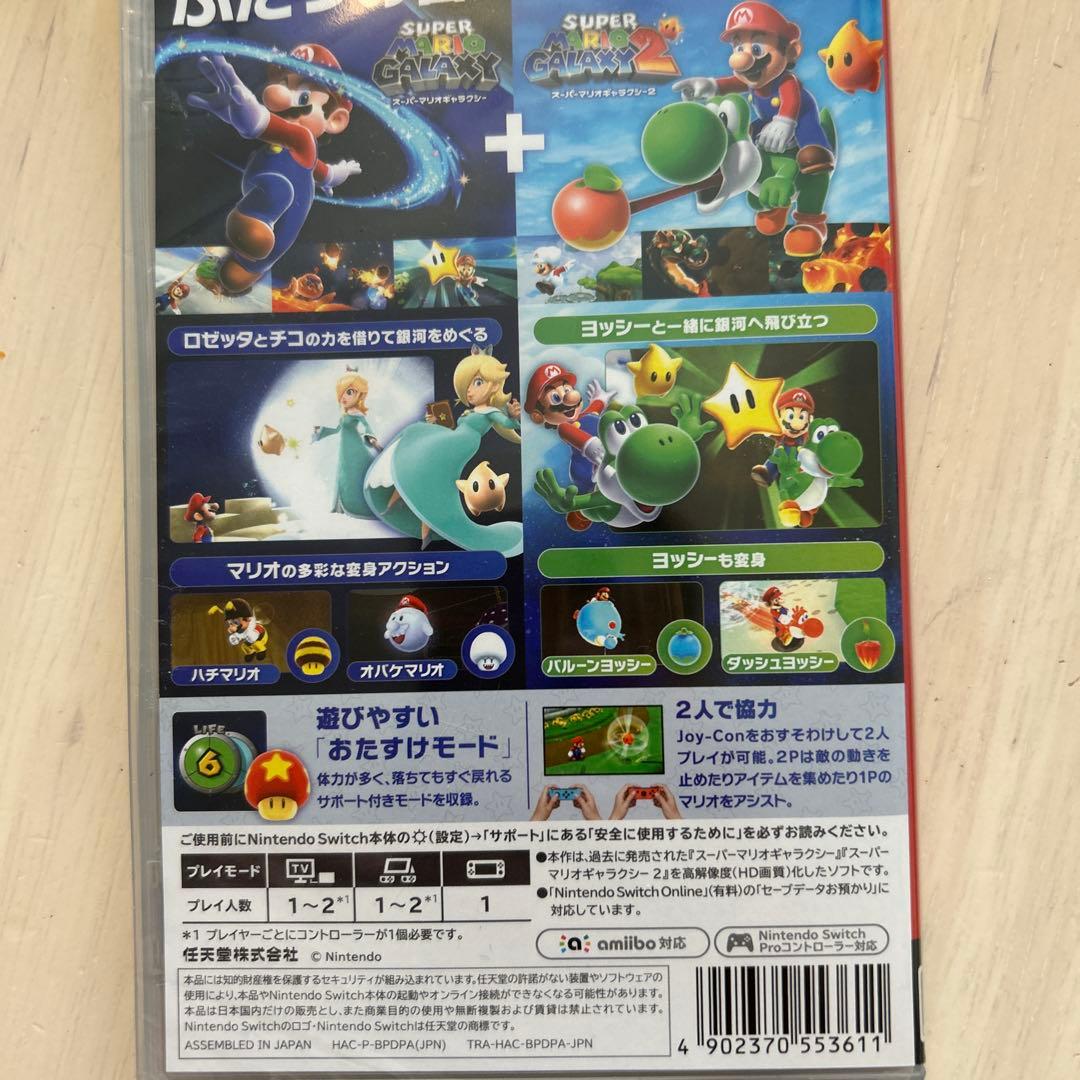 SUPER MARIO GALAXY
スーパーマリオギャラクシー
SUPER MARIO GALAXY 2
スーパーマリオギャラクシー2
+
ロゼッタとチコの力を借りて銀河をめぐる
ヨッシーと一緒に銀河へ飛び立つ
マリオの多彩な変身アクション
ヨッシーも変身
ハチマリオ
オバケマリオ
バルーンヨッシー
ダッシュヨッシー
LIFE
6
遊びやすい
「おたすけモード」
体力が多く、落ちてもすぐ戻れる
サポート付きモードを収録。
2人で協力
Joy-Conをおすそわけして2人
プレイが可能。2Pは敵の動きを
止めたりアイテムを集めたり1Pの
マリオをアシスト。
ご使用前にNintendo Switch本体の(設定)→「サポート」にある「安全に使用するために」を必ずお読みください。
プレイモード
TV
プレイ人数
1～2*1
1～2*1
1
*1 プレイヤーごとにコントローラーが1個必要です。
任天堂株式会社 © Nintendo
●本作は、過去に発売された『スーパーマリオギャラクシー』『スーパー
マリオギャラクシー 2』を高解像度(HD画質)化したソフトです。
●「Nintendo Switch Online」(有料)の「セーブデータお預かり」に
対応しています。
amiibo 対応
Nintendo Switch
Proコントローラー対応
本品には知的財産権を保護するセキュリティが組み込まれています。任天堂の許諾がない装置やソフトウェアの
使用により、本品やNintendo Switch本体の起動やオンライン接続ができなくなる可能性があります。
本品は日本国内だけの販売とし、また商業目的の使用や無断複製および賃貸は禁止されています。
Nintendo Switchのロゴ・Nintendo Switchは任天堂の商標です。
ASSEMBLED IN JAPAN HAC-P-BPDPA(JPN) TRA-HAC-BPDPA-JPN
4 902370 553611